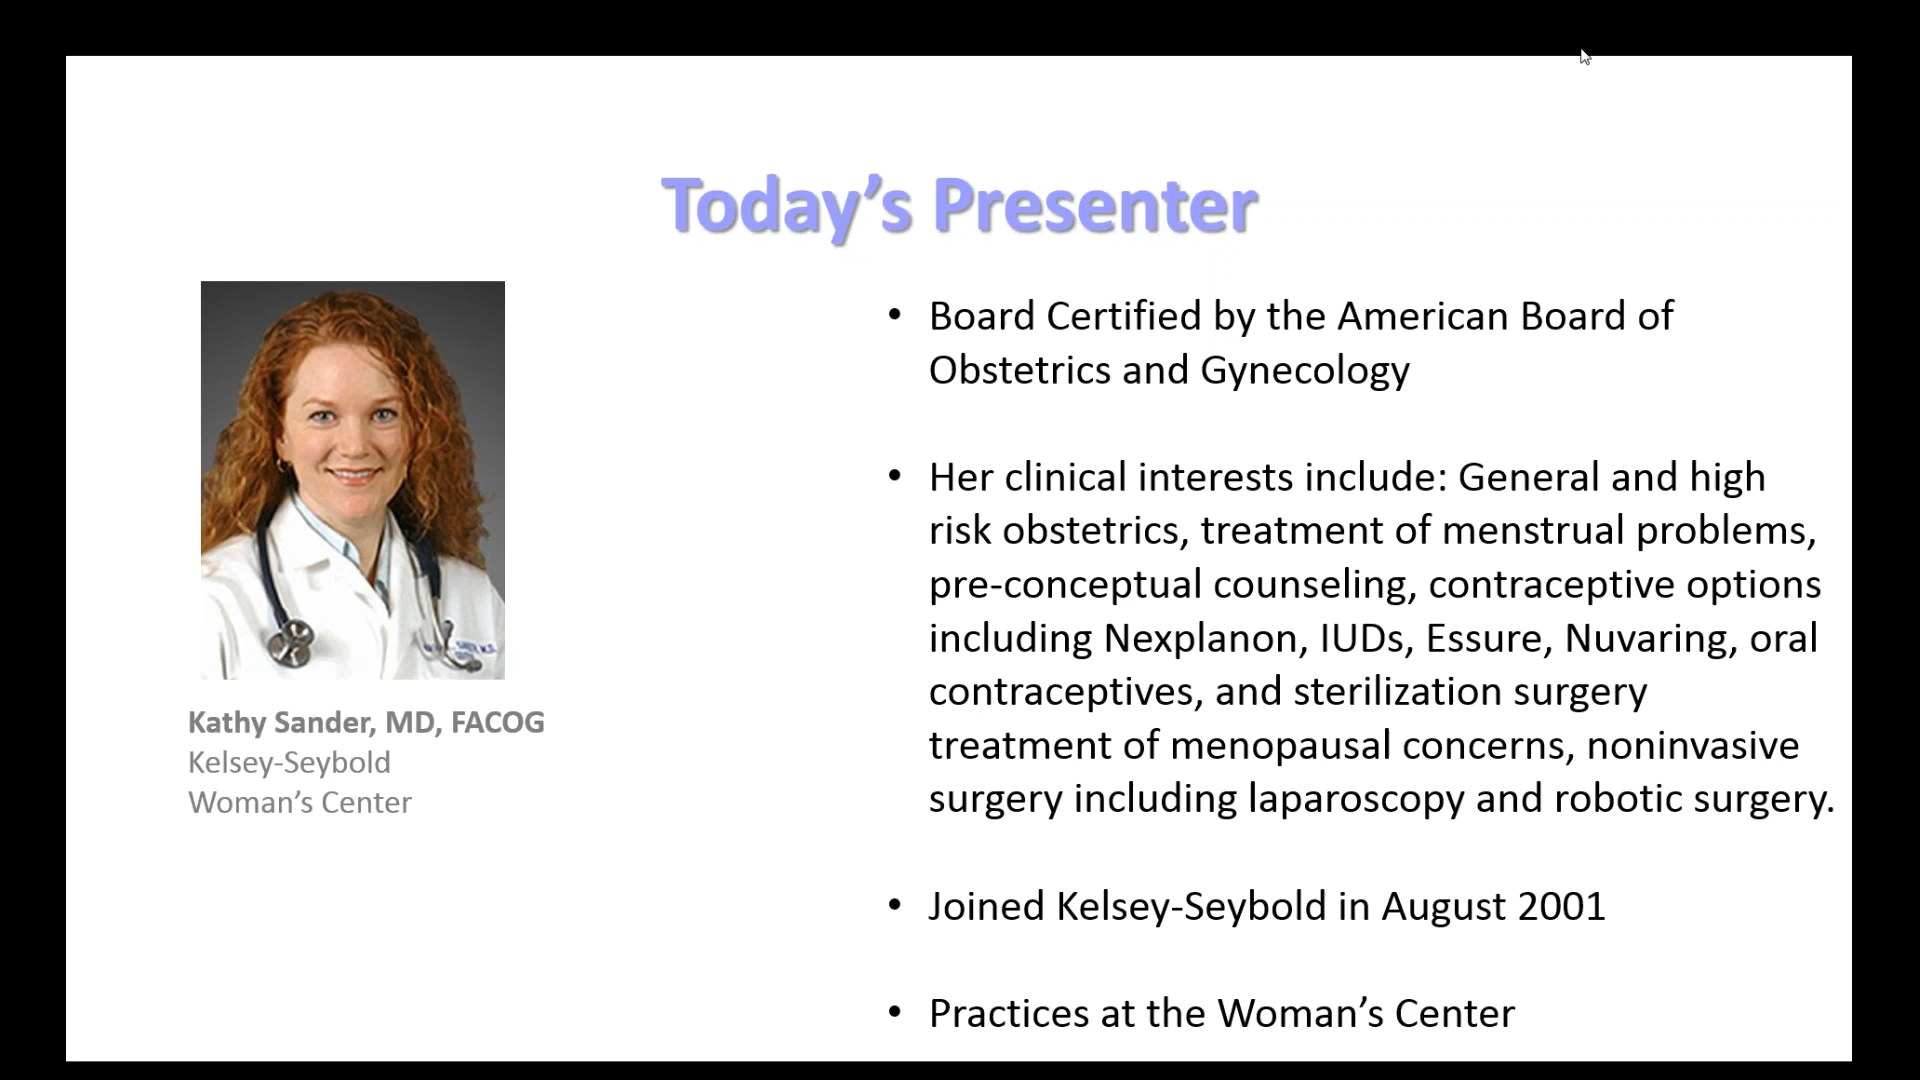 Today’s Presenter
Kathy Sander, MD, FACOG
Kelsey-Seybold
Woman’s Center
• Board Certified by the American Board of
Obstetrics and Gynecology
• Her clinical interests include: General and high
risk obstetrics, treatment of menstrual problems,
pre-conceptual counseling, contraceptive options
including Nexplanon, IUDs, Essure, Nuvaring, oral
contraceptives, and sterilization surgery
treatment of menopausal concerns, noninvasive
surgery including laparoscopy and robotic surgery.
• Joined Kelsey-Seybold in August 2001
• Practices at the Woman’s Center